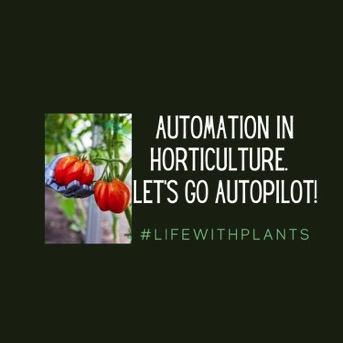 AUTOMATION IN
HORTICULTURE.
LET'S GO AUTOPILOT!
#LIFEWITHPLANTS